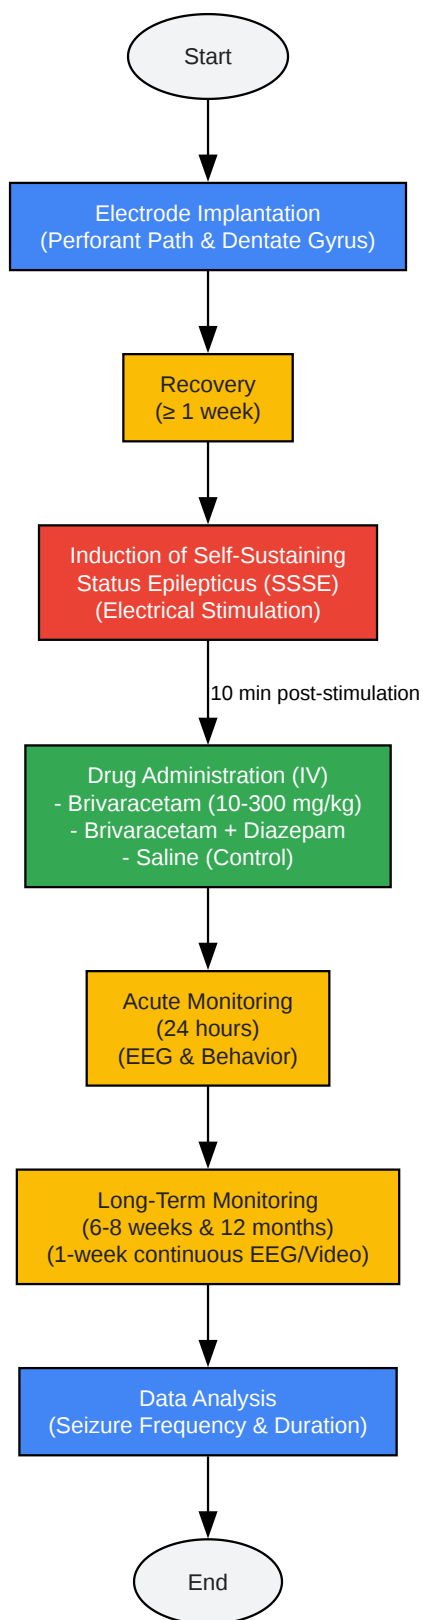 Start
Electrode Implantation
(Perforant Path & Dentate Gyrus)
Recovery
(≥ 1 week)
Induction of Self-Sustaining
Status Epilepticus (SSSE)
(Electrical Stimulation)
10 min post-stimulation
Drug Administration (IV)
- Brivaracetam (10-300 mg/kg)
- Brivaracetam + Diazepam
- Saline (Control)
Acute Monitoring
(24 hours)
(EEG & Behavior)
Long-Term Monitoring
(6-8 weeks & 12 months)
(1-week continuous EEG/Video)
Data Analysis
(Seizure Frequency & Duration)
End